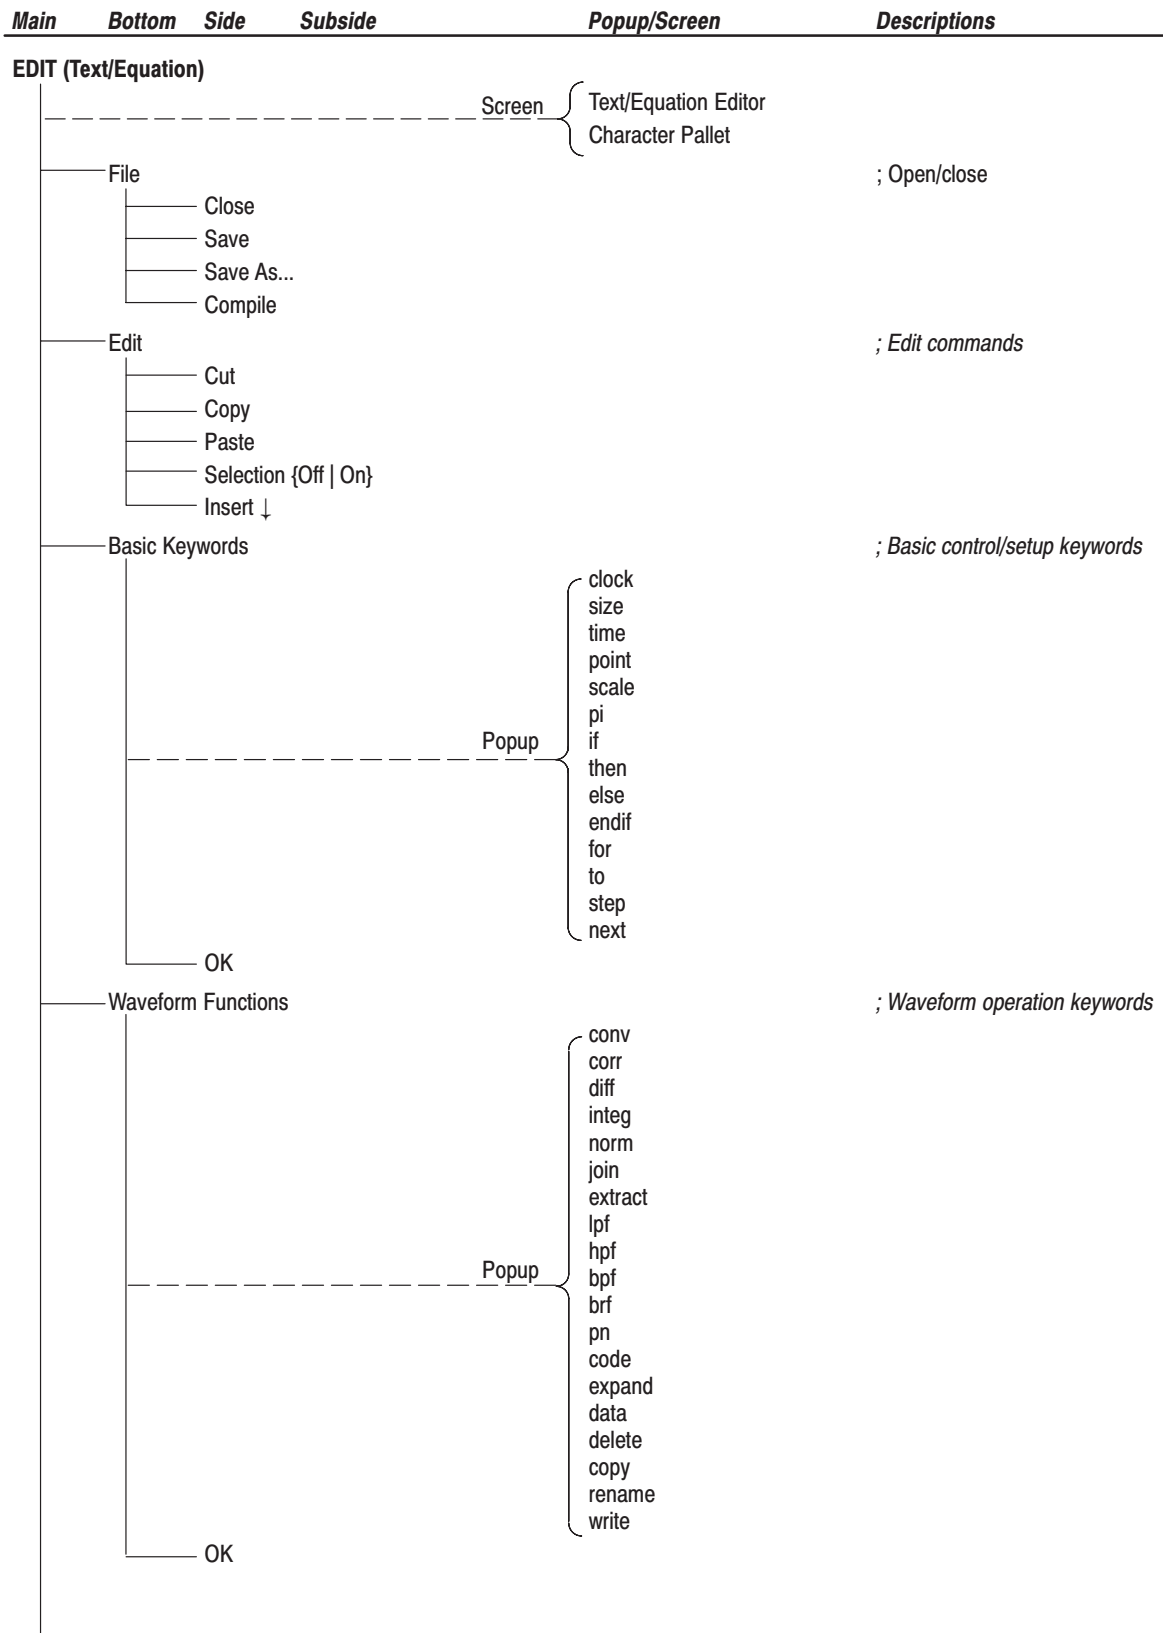 Main Bottom Side Subside Popup/Screen Descriptions
EDIT (Text/Equation)
Screen
Text/Equation Editor
Character Pallet
File ; Open/close
Close
Save
Save As...
Compile
Edit ; Edit commands
Cut
Copy
Paste
Selection {Off | On}
Insert ↓
Basic Keywords ; Basic control/setup keywords
Popup
clock
size
time
point
scale
pi
if
then
else
endif
for
to
step
next
OK
Waveform Functions ; Waveform operation keywords
Popup
conv
corr
diff
integ
norm
join
extract
lpf
hpf
bpf
brf
pn
code
expand
data
delete
copy
rename
write
OK